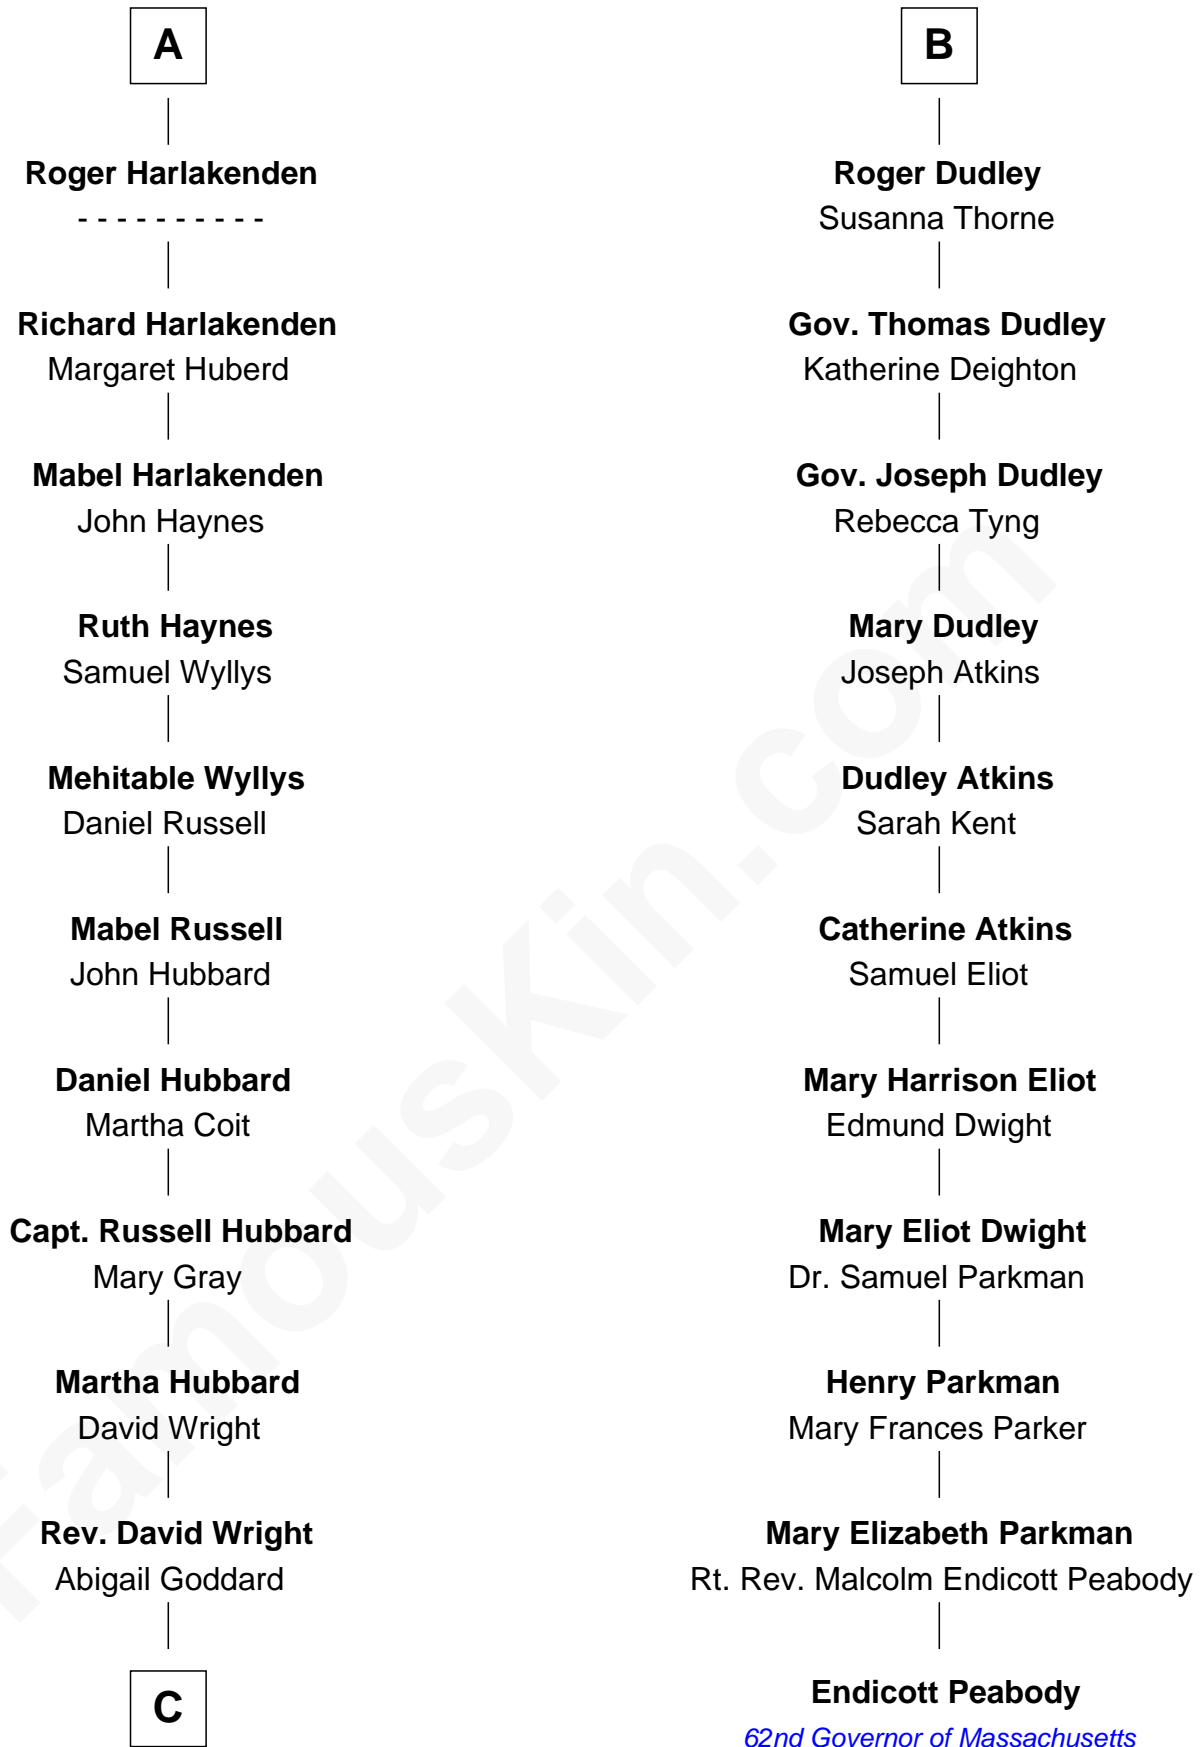 A
Roger Harlakenden
- - - - - - - - - -
Richard Harlakenden
Margaret Huberd
Mabel Harlakenden
John Haynes
Ruth Haynes
Samuel Wyllys
Mehitable Wyllys
Daniel Russell
Mabel Russell
John Hubbard
Daniel Hubbard
Martha Coit
Capt. Russell Hubbard
Mary Gray
Martha Hubbard
David Wright
Rev. David Wright
Abigail Goddard
C
B
Roger Dudley
Susanna Thorne
Gov. Thomas Dudley
Katherine Deighton
Gov. Joseph Dudley
Rebecca Tyng
Mary Dudley
Joseph Atkins
Dudley Atkins
Sarah Kent
Catherine Atkins
Samuel Eliot
Mary Harrison Eliot
Edmund Dwight
Mary Eliot Dwight
Dr. Samuel Parkman
Henry Parkman
Mary Frances Parker
Mary Elizabeth Parkman
Rt. Rev. Malcolm Endicott Peabody
Endicott Peabody
62nd Governor of Massachusetts
FamousKin.com